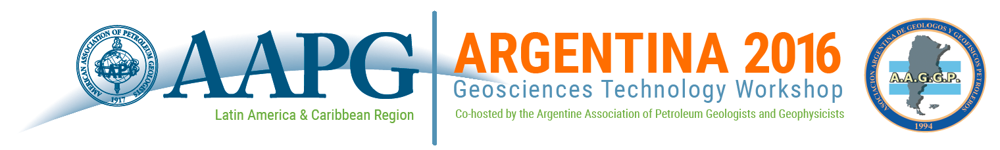 AMERICAN ASSOCIATION OF PETROLEUM GEOLOGISTS
AAPG
1917
AAPG
Latin America & Caribbean Region
ARGENTINA 2016
Geosciences Technology Workshop
Co-hosted by the Argentine Association of Petroleum Geologists and Geophysicists
ASOCIACION ARGENTINA DE GEOLOGOS Y GEOFISICOS PETROLEROS
A.A.G.G.P.
1994